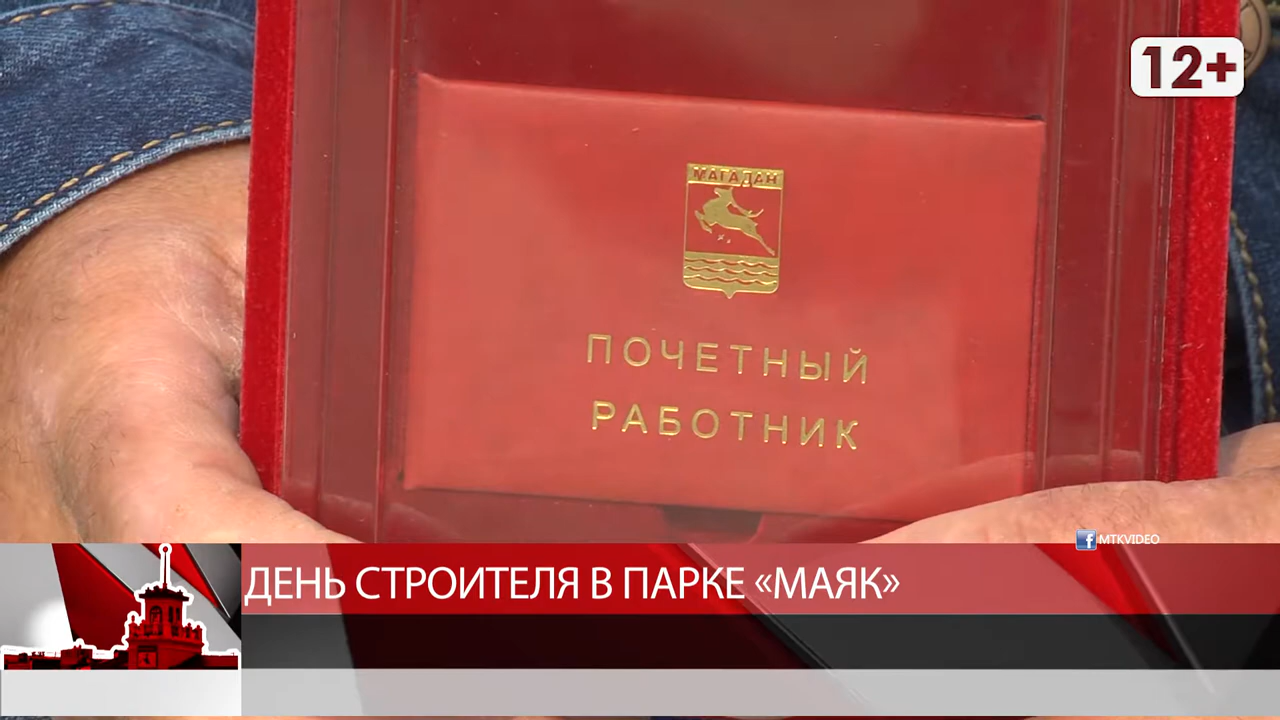 12+
МАГАДАН
ПОЧЕТНЫЙ
РАБОТНИК
MTKVIDEO
ДЕНЬ СТРОИТЕЛЯ В ПАРКЕ «МАЯК»